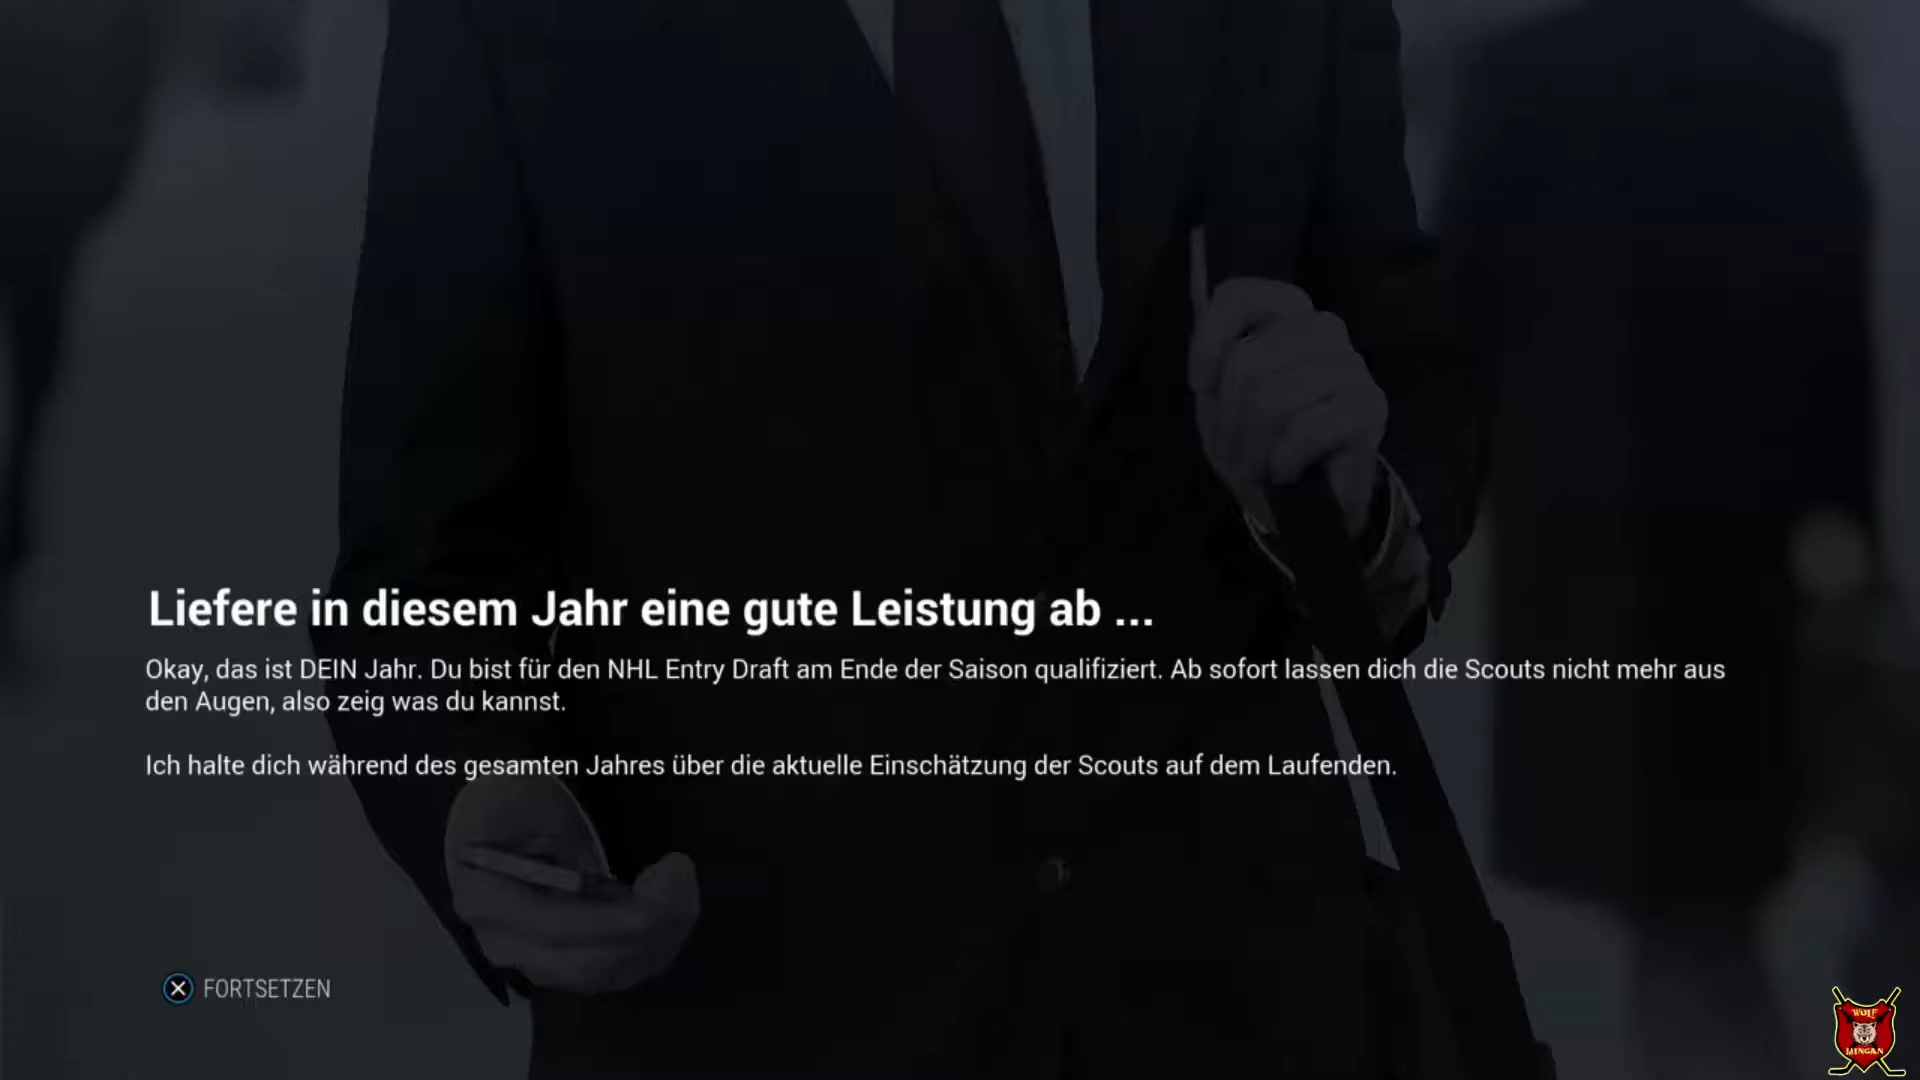 Liefere in diesem Jahr eine gute Leistung ab ...
Okay, das ist DEIN Jahr. Du bist für den NHL Entry Draft am Ende der Saison qualifiziert. Ab sofort lassen dich die Scouts nicht mehr aus
den Augen, also zeig was du kannst.
Ich halte dich während des gesamten Jahres über die aktuelle Einschätzung der Scouts auf dem Laufenden.
FORTSETZEN
WOLF
MINGAN